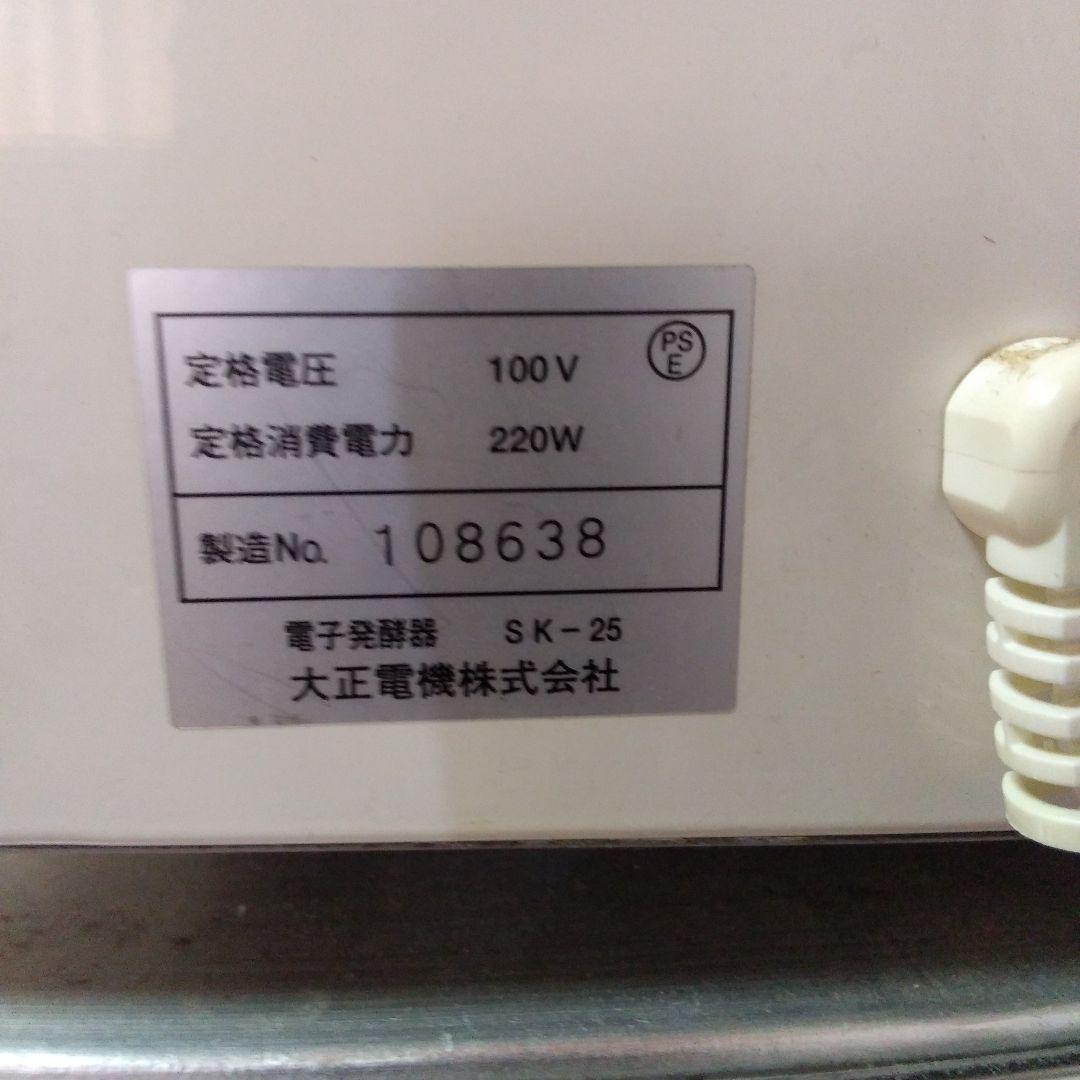 定格電圧 100V PS E
定格消費電力 220W
製造No. 108638
電子発酵器 SK-25
大正電機株式会社